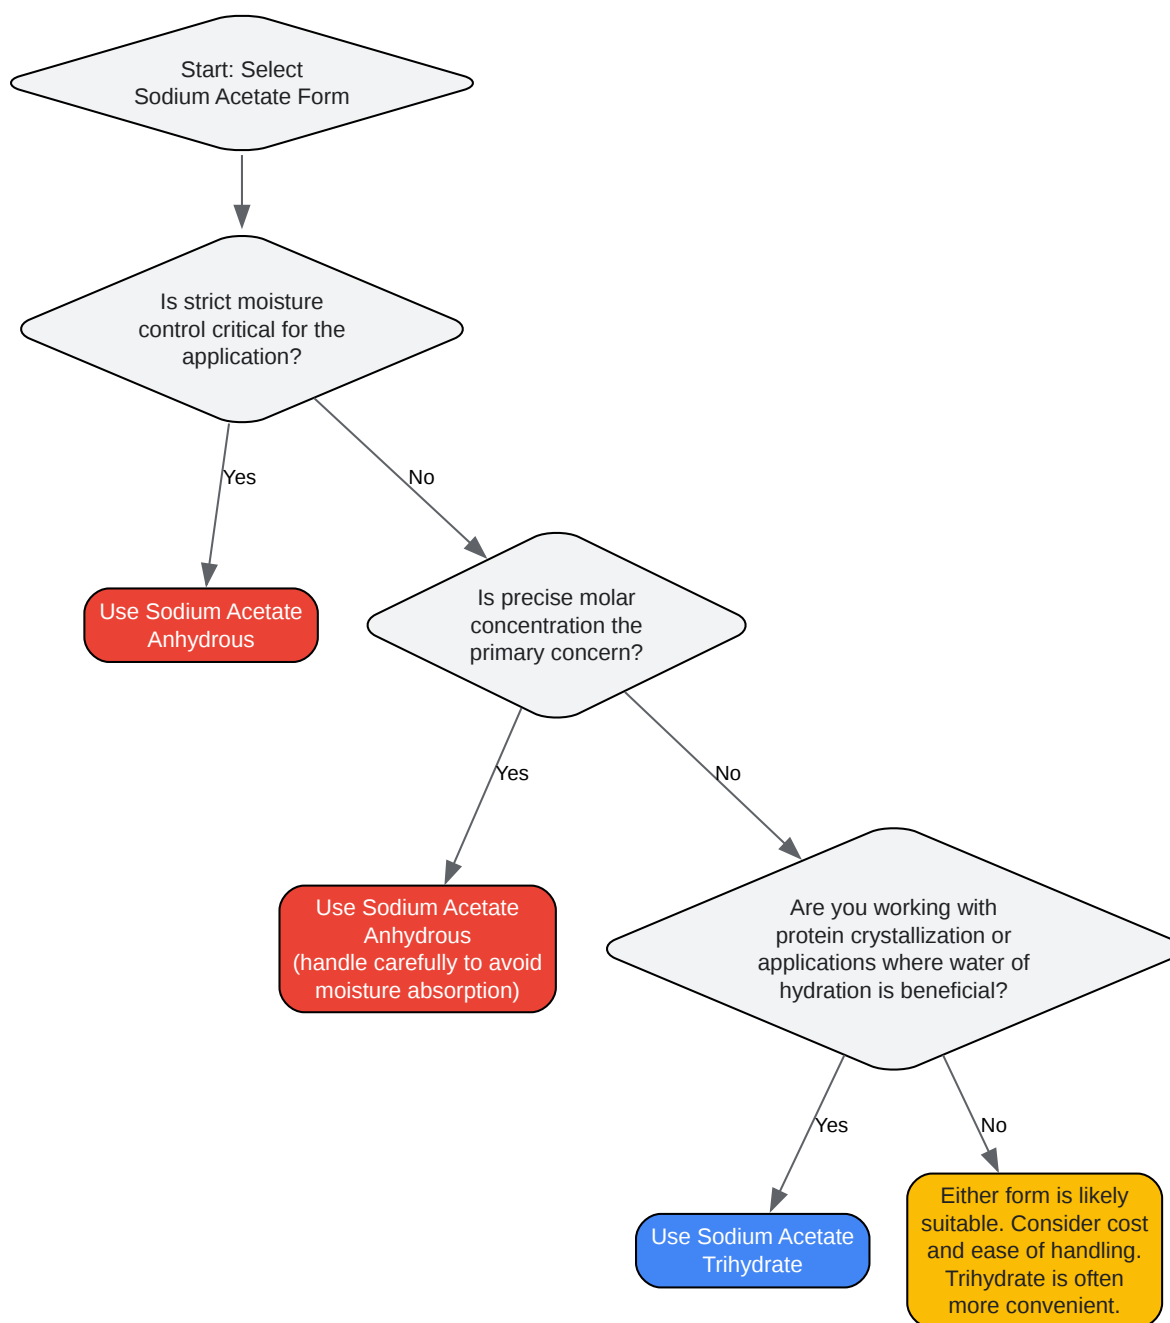 Start: Select
Sodium Acetate Form
Is strict moisture
control critical for the
application?
Yes
No
Use Sodium Acetate
Anhydrous
Is precise molar
concentration the
primary concern?
Yes
No
Use Sodium Acetate
Anhydrous
(handle carefully to avoid
moisture absorption)
Are you working with
protein crystallization or
applications where water of
hydration is beneficial?
Yes
No
Use Sodium Acetate
Trihydrate
Either form is likely
suitable. Consider cost
and ease of handling.
Trihydrate is often
more convenient.